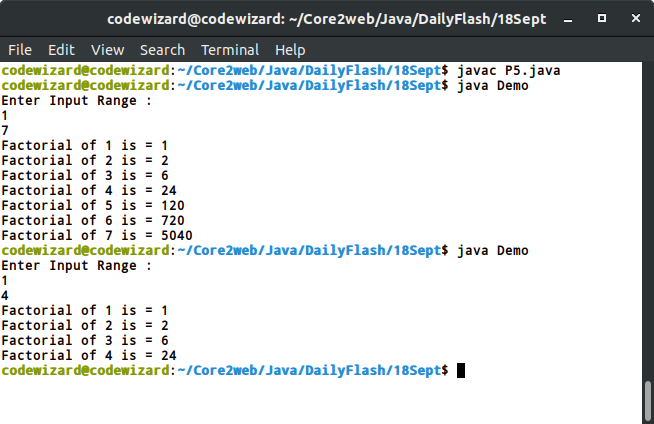 codewizard@codewizard: ~/Core2web/Java/DailyFlash/18Sept
File Edit View Search Terminal Help
codewizard@codewizard:~/Core2web/Java/DailyFlash/18Sept$ javac P5.java
codewizard@codewizard:~/Core2web/Java/DailyFlash/18Sept$ java Demo
Enter Input Range :
1
7
Factorial of 1 is = 1
Factorial of 2 is = 2
Factorial of 3 is = 6
Factorial of 4 is = 24
Factorial of 5 is = 120
Factorial of 6 is = 720
Factorial of 7 is = 5040
codewizard@codewizard:~/Core2web/Java/DailyFlash/18Sept$ java Demo
Enter Input Range :
1
4
Factorial of 1 is = 1
Factorial of 2 is = 2
Factorial of 3 is = 6
Factorial of 4 is = 24
codewizard@codewizard:~/Core2web/Java/DailyFlash/18Sept$